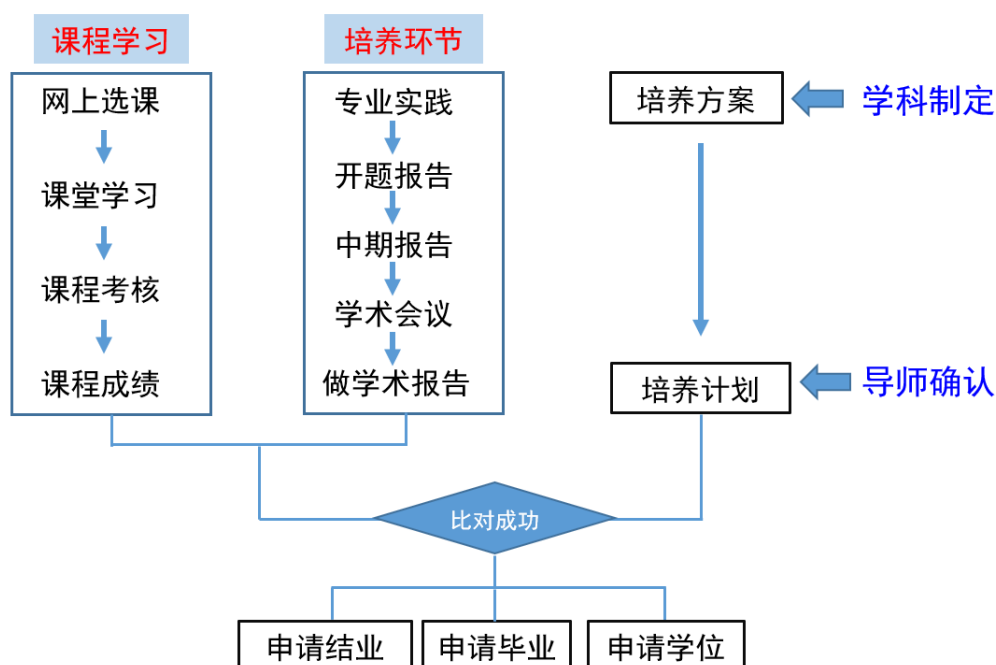 课程学习
网上选课
课堂学习
课程考核
课程成绩
培养环节
专业实践
开题报告
中期报告
学术会议
做学术报告
培养方案
学科制定
培养计划
导师确认
比对成功
申请结业
申请毕业
申请学位